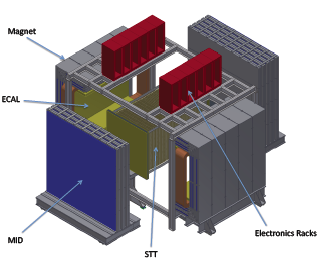 Magnet
ECAL
MID
STT
Electronics Racks